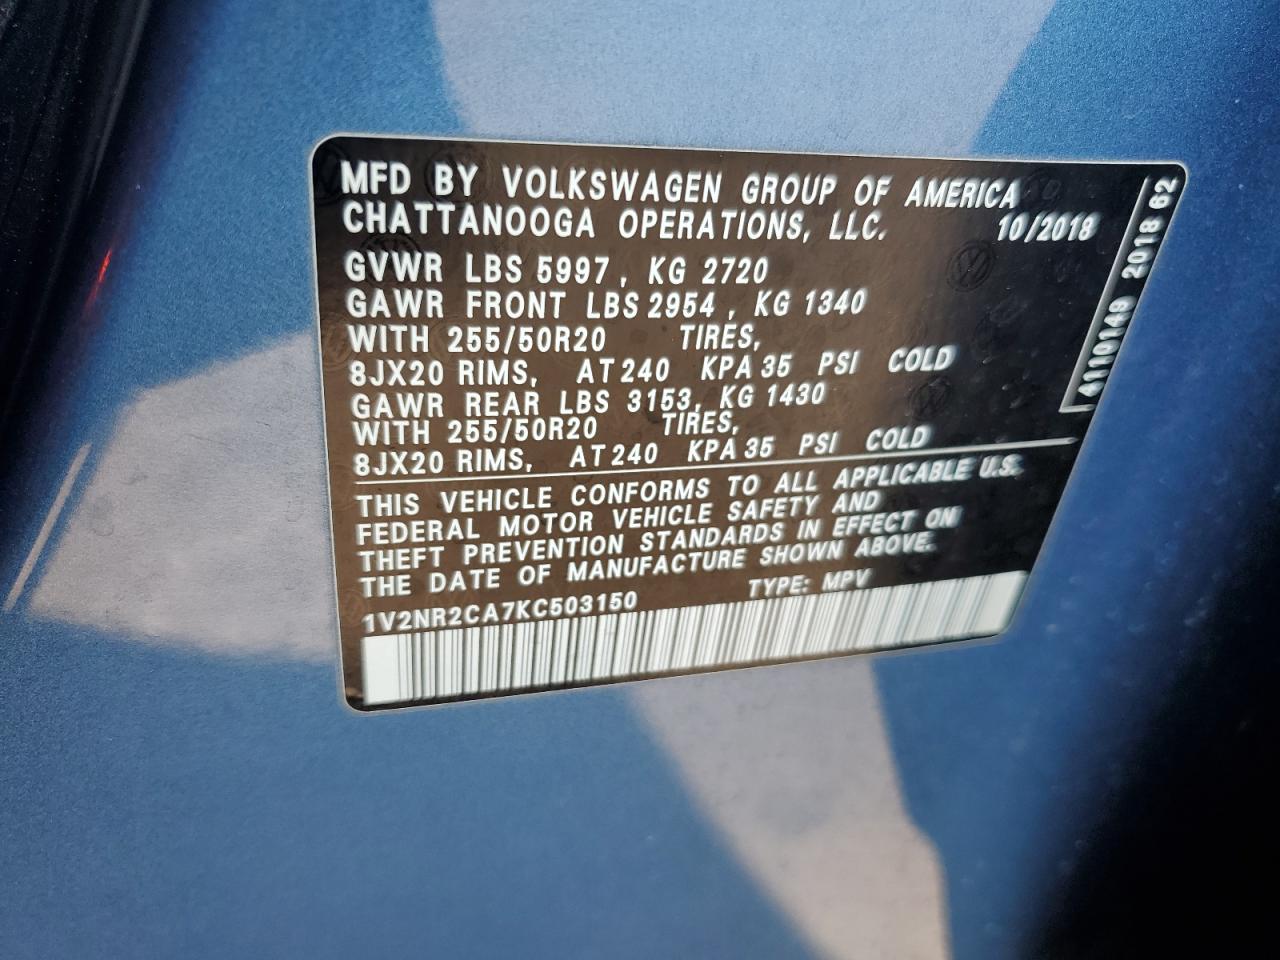 MFD BY VOLKSWAGEN GROUP OF AMERICA
CHATTANOOGA OPERATIONS, LLC. 10/2018
GVWR LBS 5997, KG 2720
GAWR FRONT LBS 2954, KG 1340
WITH 255/50R20 TIRES,
8JX20 RIMS, AT 240 KPA 35 PSI COLD
GAWR REAR LBS 3153, KG 1430
WITH 255/50R20 TIRES,
8JX20 RIMS, AT 240 KPA 35 PSI COLD
THIS VEHICLE CONFORMS TO ALL APPLICABLE U.S.
FEDERAL MOTOR VEHICLE SAFETY AND
THEFT PREVENTION STANDARDS IN EFFECT ON
THE DATE OF MANUFACTURE SHOWN ABOVE.
1V2NR2CA7KC503150 TYPE: MPV
2018 62